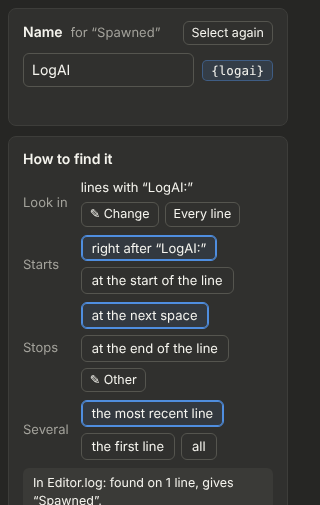 Name for “Spawned” Select again
LogAI {logai}
How to find it
lines with “LogAI:”
Look in
✎ Change Every line
right after “LogAI:”
Starts
at the start of the line
at the next space
Stops
at the end of the line
✎ Other
the most recent line
Several
the first line all
In Editor.log: found on 1 line, gives
“Spawned”.